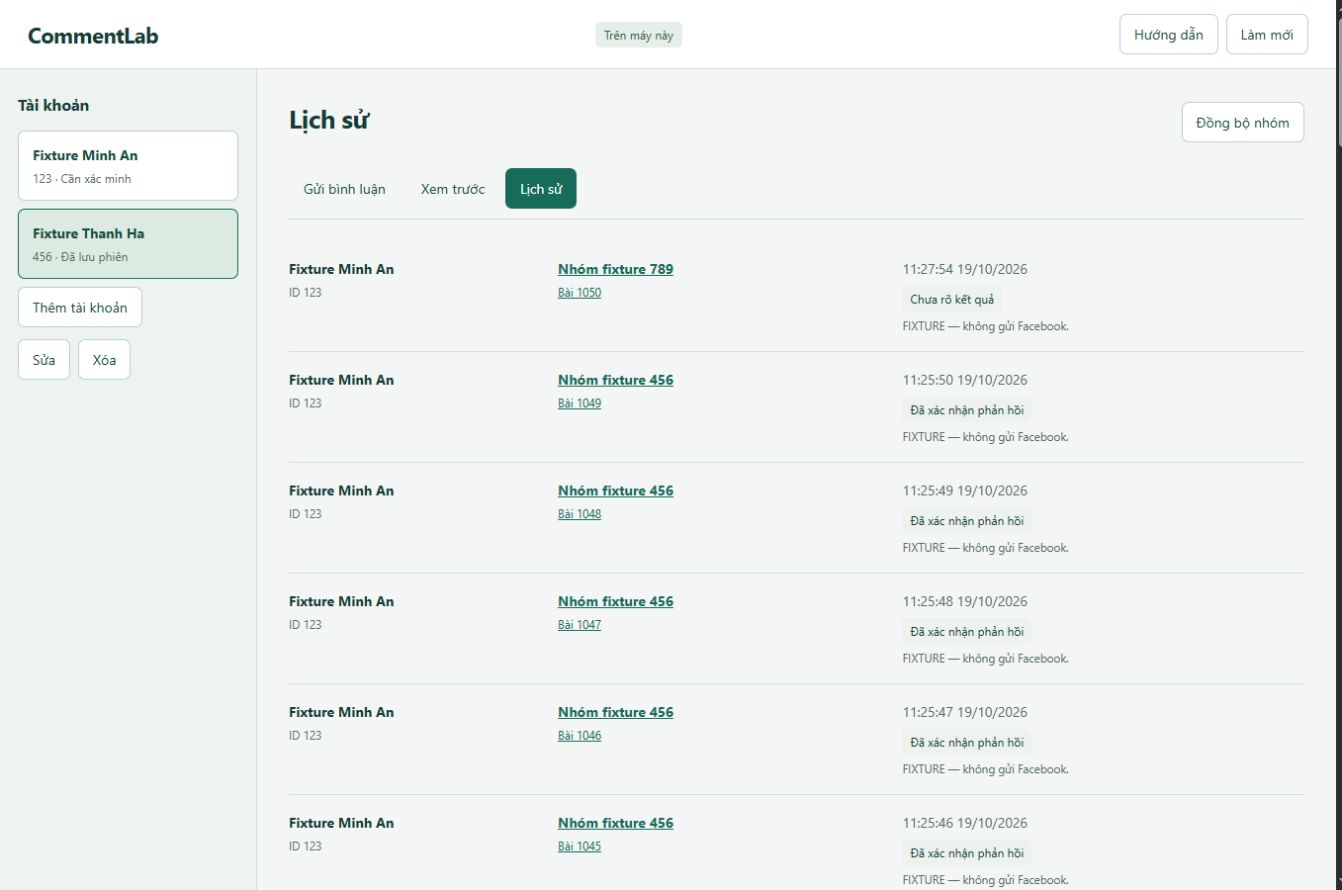 CommentLab
Trên máy này
Hướng dẫn
Làm mới
Tài khoản
Fixture Minh An
123 · Cần xác minh
Fixture Thanh Ha
456 · Đã lưu phiên
Thêm tài khoản
Sửa
Xóa
Lịch sử
Đồng bộ nhóm
Gửi bình luận
Xem trước
Lịch sử
Fixture Minh An
ID 123
Nhóm fixture 789
Bài 1050
11:27:54 19/10/2026
Chưa rõ kết quả
FIXTURE — không gửi Facebook.
Fixture Minh An
ID 123
Nhóm fixture 456
Bài 1049
11:25:50 19/10/2026
Đã xác nhận phản hồi
FIXTURE — không gửi Facebook.
Fixture Minh An
ID 123
Nhóm fixture 456
Bài 1048
11:25:49 19/10/2026
Đã xác nhận phản hồi
FIXTURE — không gửi Facebook.
Fixture Minh An
ID 123
Nhóm fixture 456
Bài 1047
11:25:48 19/10/2026
Đã xác nhận phản hồi
FIXTURE — không gửi Facebook.
Fixture Minh An
ID 123
Nhóm fixture 456
Bài 1046
11:25:47 19/10/2026
Đã xác nhận phản hồi
FIXTURE — không gửi Facebook.
Fixture Minh An
ID 123
Nhóm fixture 456
Bài 1045
11:25:46 19/10/2026
Đã xác nhận phản hồi
FIXTURE — không gửi Facebook.